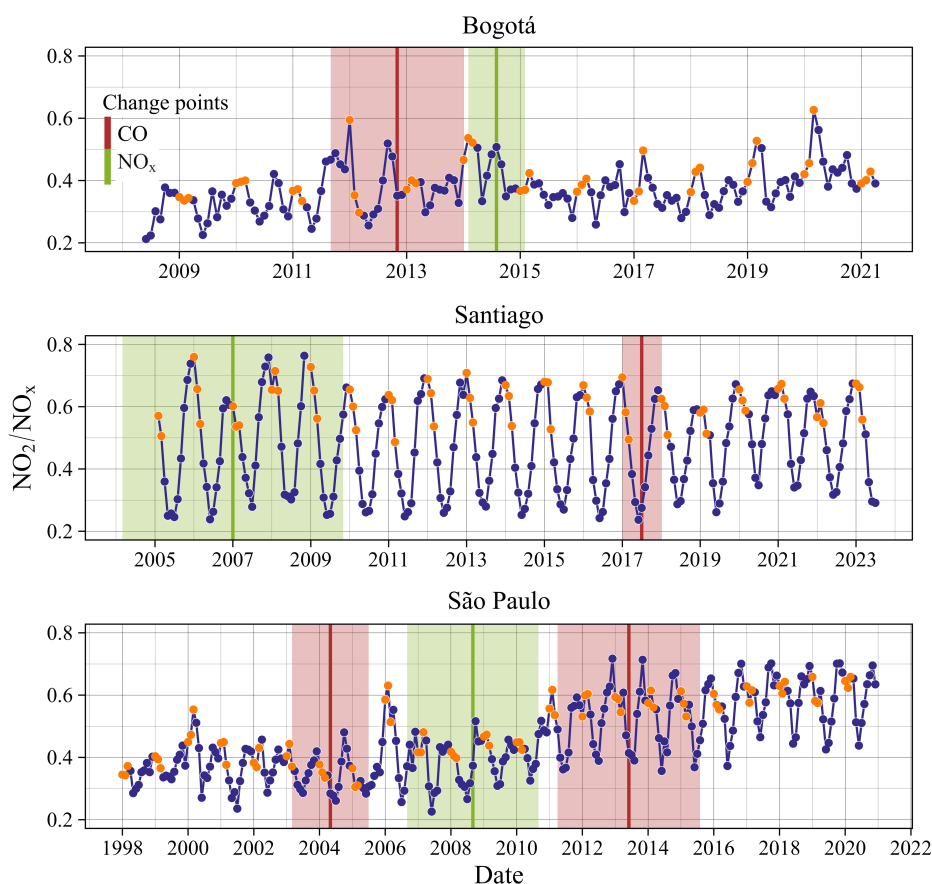 Bogotá
0.8
0.6
0.4
0.2
Change points
CO
NOx
2009 2011 2013 2015 2017 2019 2021
Santiago
0.8
0.6
0.4
0.2
NO2/NOx
2005 2007 2009 2011 2013 2015 2017 2019 2021 2023
São Paulo
0.8
0.6
0.4
0.2
1998 2000 2002 2004 2006 2008 2010 2012 2014 2016 2018 2020 2022
Date